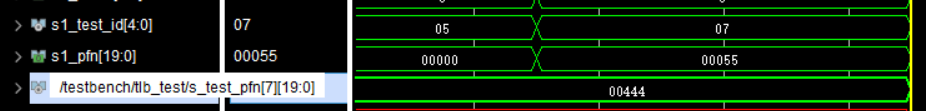 s1_test_id[4:0] 07 05 07
s1_pfn[19:0] 00055 00000 00055
/testbench/tlb_test/s_test_pfn[7][19:0] 00444